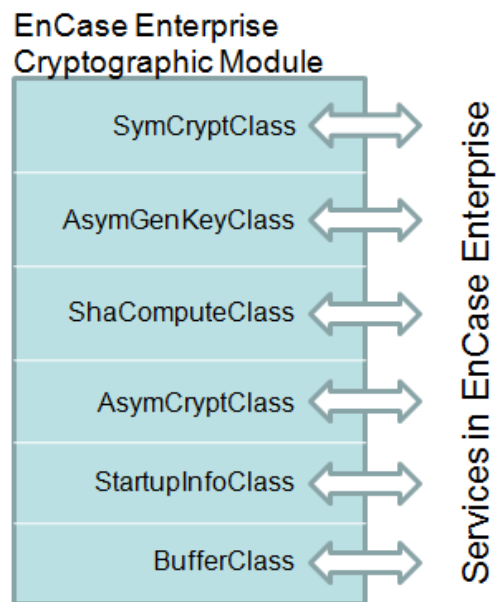 EnCase Enterprise
Cryptographic Module
SymCryptClass
AsymGenKeyClass
ShaComputeClass
AsymCryptClass
StartupInfoClass
BufferClass
Services in EnCase Enterprise